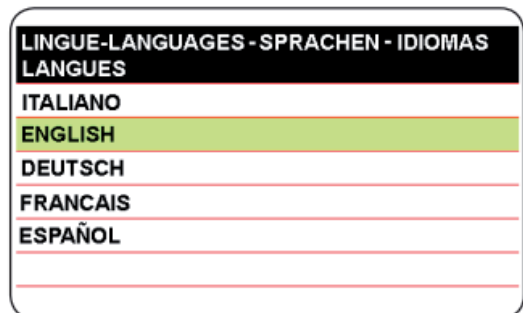 LINGUE-LANGUAGES - SPRACHEN - IDIOMAS
LANGUES
ITALIANO
ENGLISH
DEUTSCH
FRANCAIS
ESPAÑOL